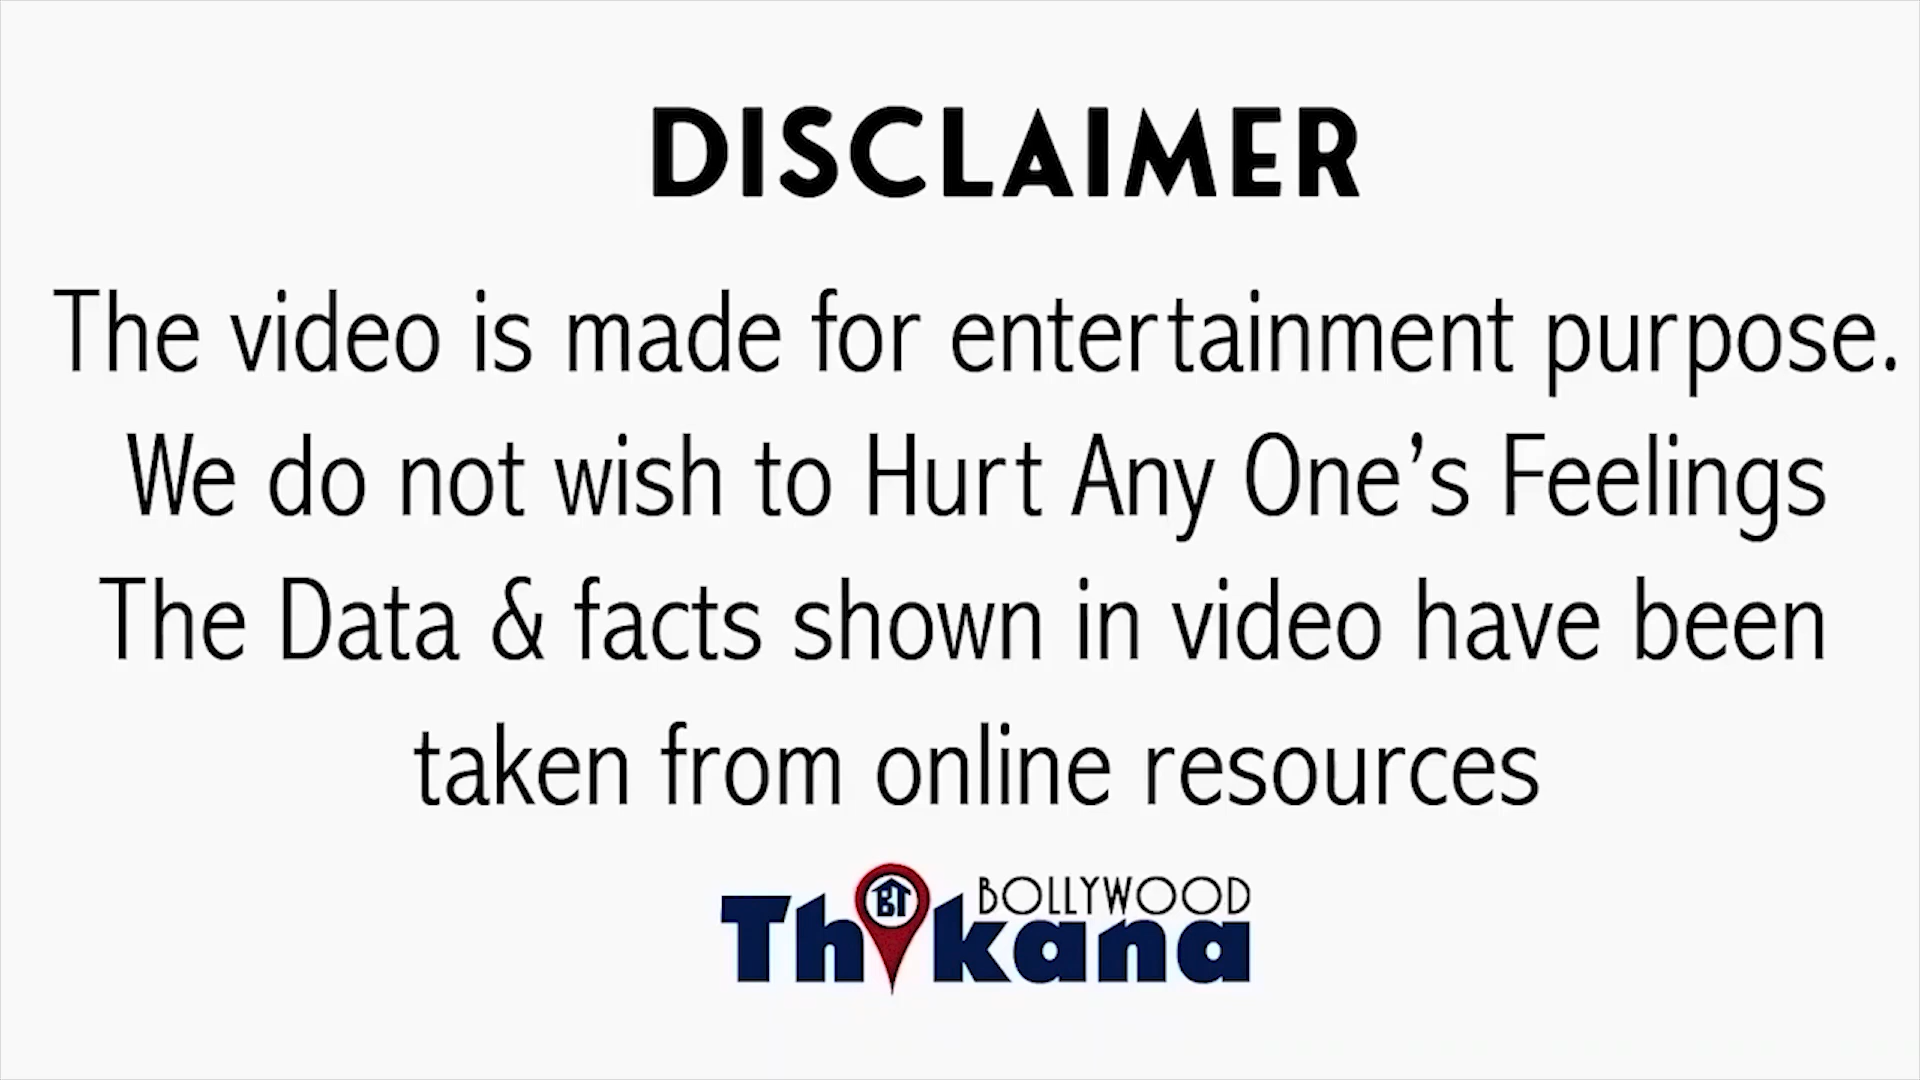 DISCLAIMER
The video is made for entertainment purpose.
We do not wish to Hurt Any One’s Feelings
The Data & facts shown in video have been
taken from online resources
BT
BOLLYWOOD
Thikana